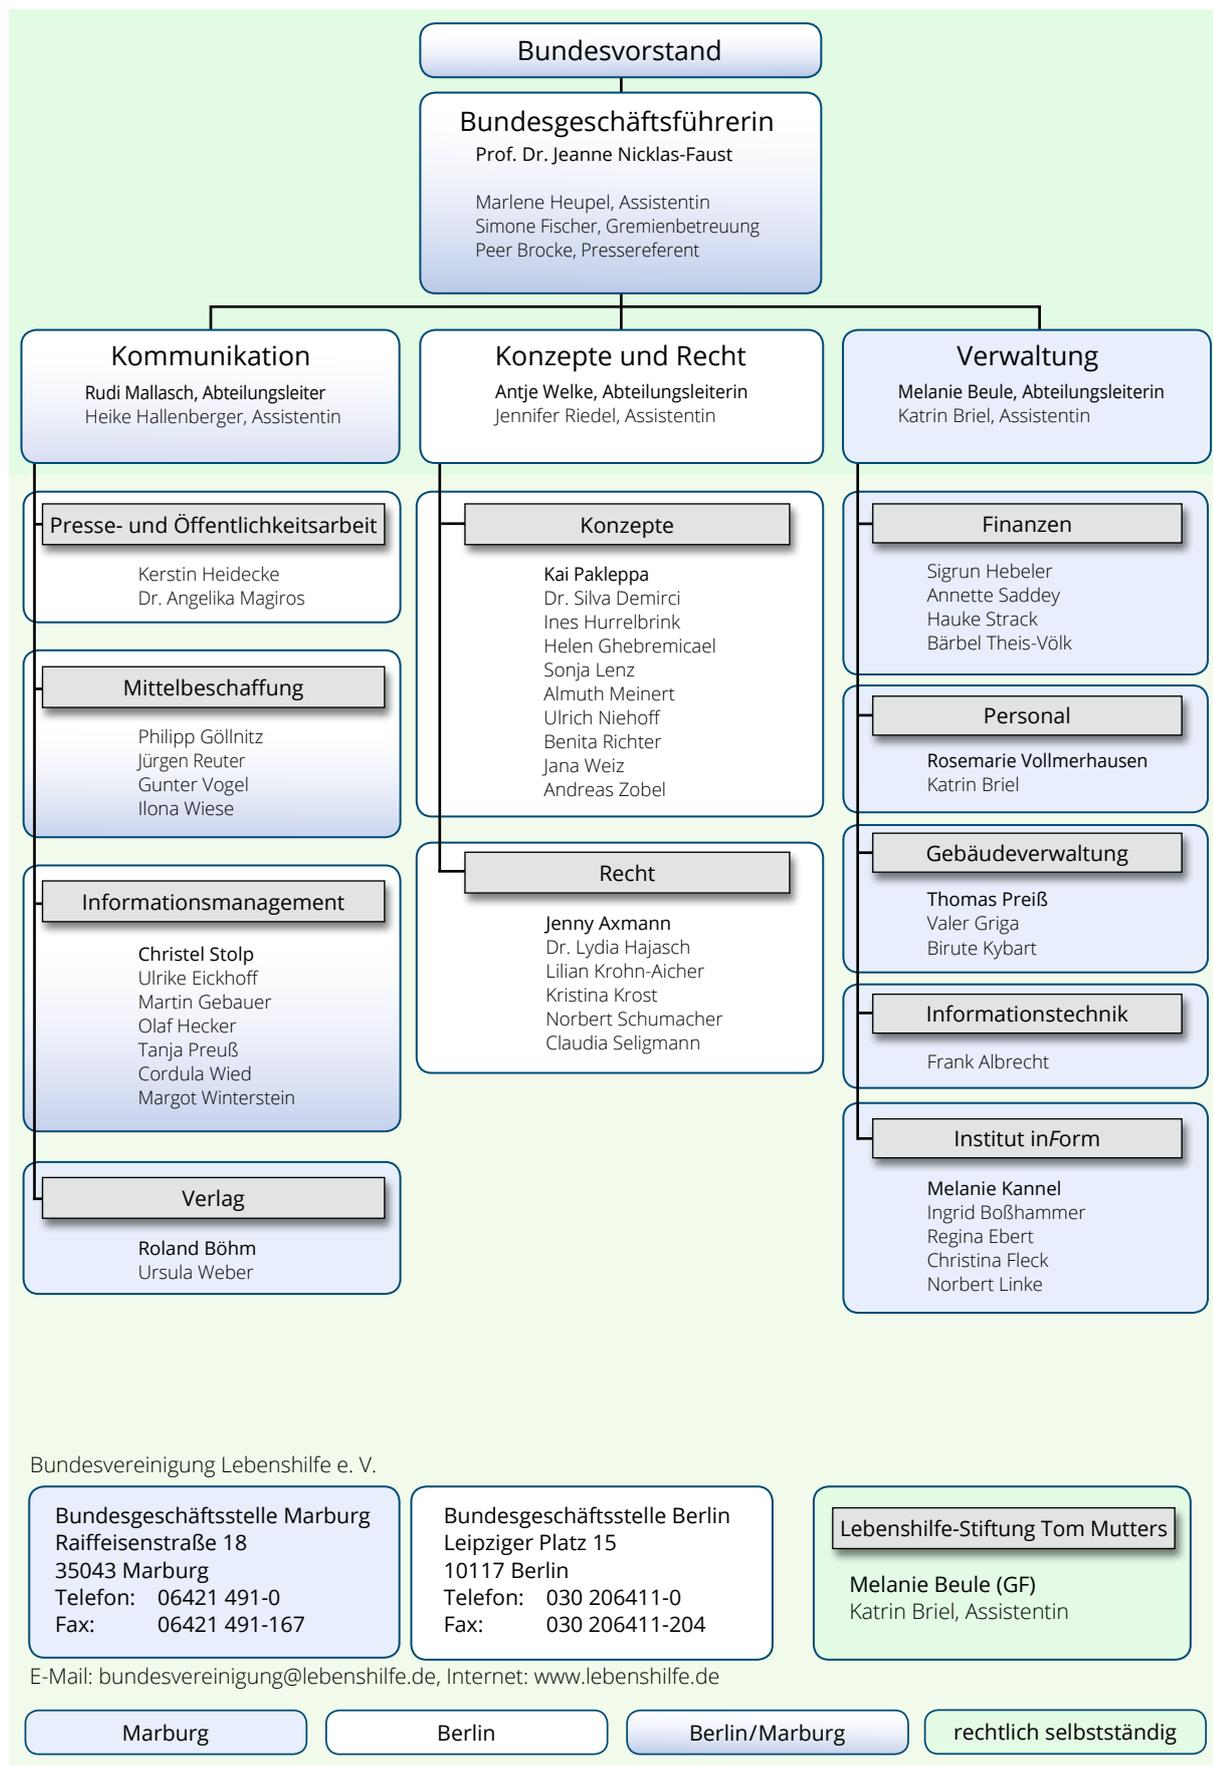 Bundesvorstand
Bundesgeschäftsführerin
Prof. Dr. Jeanne Nicklas-Faust
Marlene Heupel, Assistentin
Simone Fischer, Gremienbetreuung
Peer Brocke, Pressereferent
Kommunikation
Rudi Mallasch, Abteilungsleiter
Heike Hallenberger, Assistentin
Presse- und Öffentlichkeitsarbeit
Kerstin Heidecke
Dr. Angelika Magiros
Mittelbeschaffung
Philipp Göllnitz
Jürgen Reuter
Gunter Vogel
Ilona Wiese
Informationsmanagement
Christel Stolp
Ulrike Eickhoff
Martin Gebauer
Olaf Hecker
Tanja Preuß
Cordula Wied
Margot Winterstein
Verlag
Roland Böhm
Ursula Weber
Konzepte und Recht
Antje Welke, Abteilungsleiterin
Jennifer Riedel, Assistentin
Konzepte
Kai Pakleppa
Dr. Silva Demirci
Ines Hurrelbrink
Helen Ghebremicael
Sonja Lenz
Almuth Meinert
Ulrich Niehoff
Benita Richter
Jana Weiz
Andreas Zobel
Recht
Jenny Axmann
Dr. Lydia Hajasch
Lilian Krohn-Aicher
Kristina Krost
Norbert Schumacher
Claudia Seligmann
Verwaltung
Melanie Beule, Abteilungsleiterin
Katrin Briel, Assistentin
Finanzen
Sigrun Hebeler
Annette Saddey
Hauke Strack
Bärbel Theis-Völk
Personal
Rosemarie Vollmerhausen
Katrin Briel
Gebäudeverwaltung
Thomas Preiß
Valer Griga
Birute Kybart
Informationstechnik
Frank Albrecht
Institut inForm
Melanie Kannel
Ingrid Boßhammer
Regina Ebert
Christina Fleck
Norbert Linke
Bundesvereinigung Lebenshilfe e. V.
Bundesgeschäftsstelle Marburg
Raiffeisenstraße 18
35043 Marburg
Telefon: 06421 491-0
Fax: 06421 491-167
Bundesgeschäftsstelle Berlin
Leipziger Platz 15
10117 Berlin
Telefon: 030 206411-0
Fax: 030 206411-204
Lebenshilfe-Stiftung Tom Mutters
Melanie Beule (GF)
Katrin Briel, Assistentin
E-Mail: bundesvereinigung@lebenshilfe.de, Internet: www.lebenshilfe.de
Marburg
Berlin
Berlin/Marburg
rechtlich selbstständig